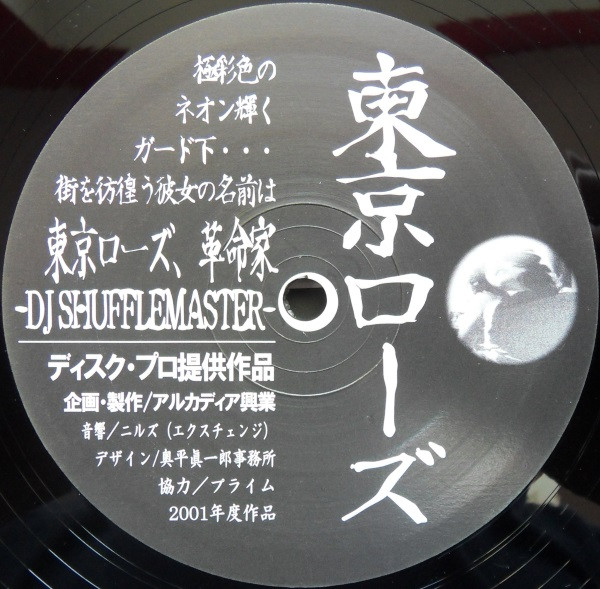 東京ローズ
極彩色の
ネオン輝く
ガード下・・・
街を彷徨う彼女の名前は
東京ローズ、革命家
-DJ SHUFFLEMASTER-
ディスク・プロ提供作品
企画・製作/アルカディア興業
音響/ニルズ（エクスチェンジ）
デザイン/奥平眞一郎事務所
協力/プライム
2001年度作品